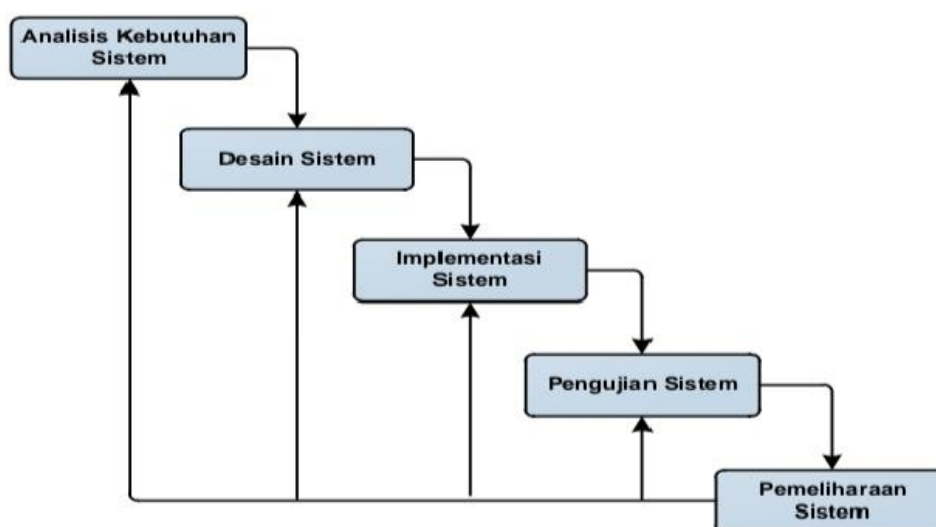 Analisis Kebutuhan
Sistem
Desain Sistem
Implementasi
Sistem
Pengujian Sistem
Pemeliharaan
Sistem